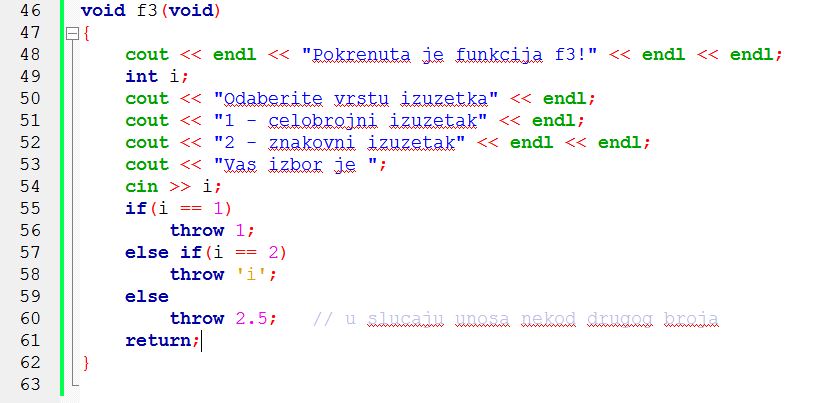 46 void f3(void)
47 {
48 cout << endl << "Pokrenuta je funkcija f3!" << endl << endl;
49 int i;
50 cout << "Odaberite vrstu izuzetka" << endl;
51 cout << "1 - celobrojni izuzetak" << endl;
52 cout << "2 - znakovni izuzetak" << endl << endl;
53 cout << "Vas izbor je ";
54 cin >> i;
55 if(i == 1)
56 throw 1;
57 else if(i == 2)
58 throw 'i';
59 else
60 throw 2.5; // u slucaju unosa nekod drugog broja
61 return;
62 }
63